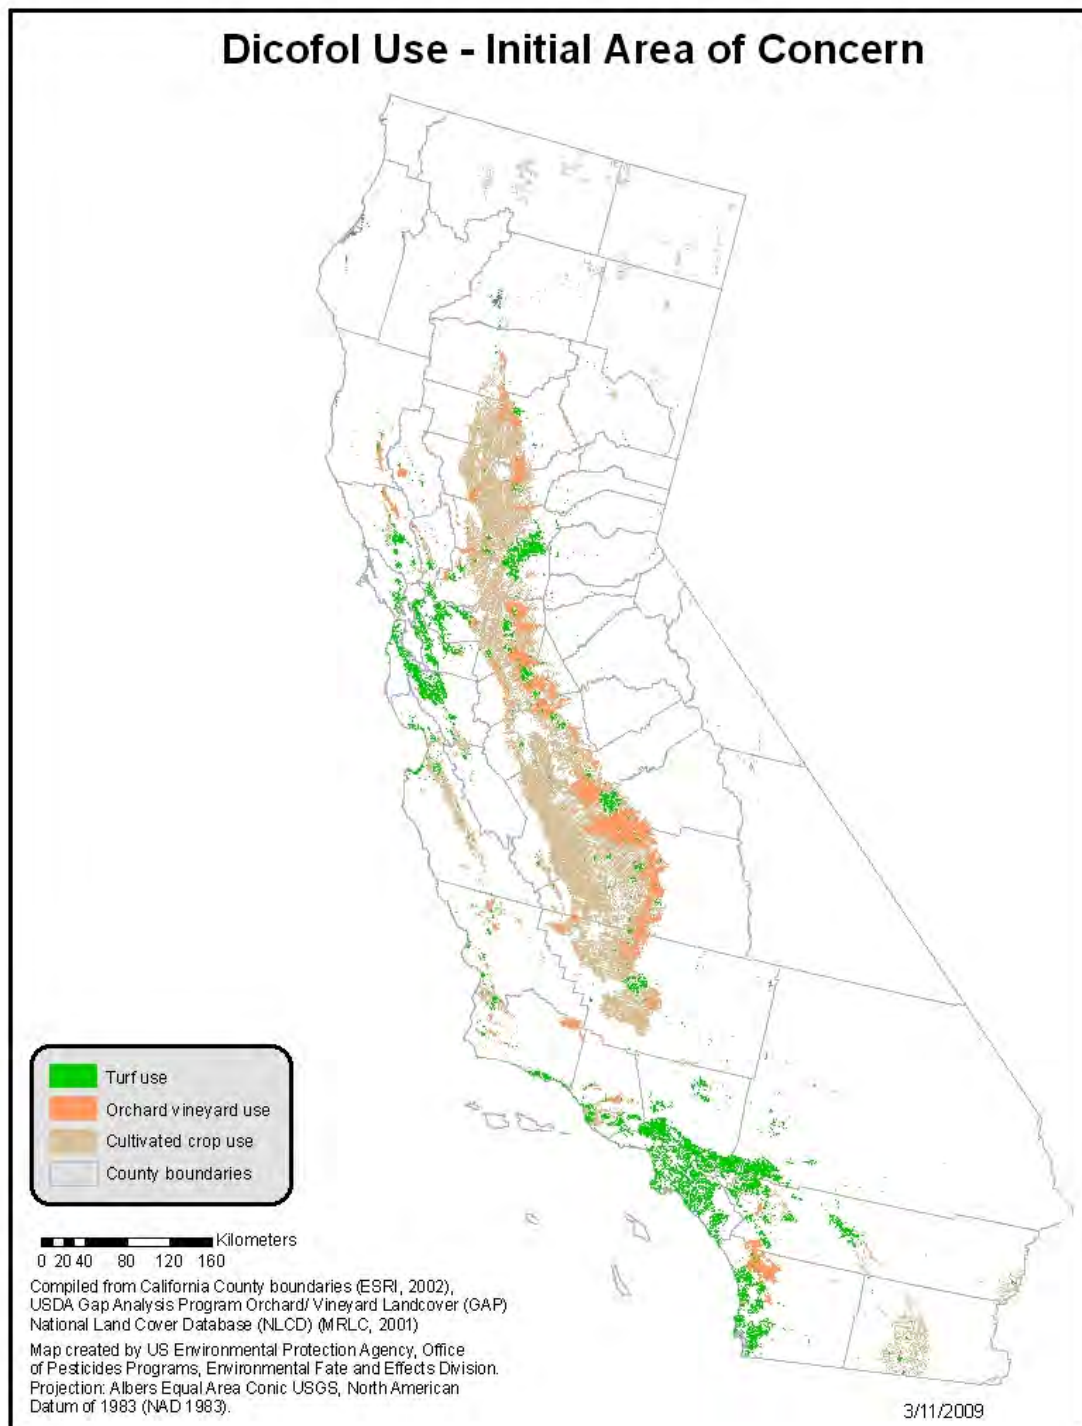 Dicofol Use - Initial Area of Concern
Turf use
Orchard vineyard use
Cultivated crop use
County boundaries
Kilometers
0 20 40 80 120 160
Compiled from California County boundaries (ESRI, 2002),
USDA Gap Analysis Program Orchard/ Vineyard Landcover (GAP)
National Land Cover Database (NLCD) (MRLC, 2001)
Map created by US Environmental Protection Agency, Office
of Pesticides Programs, Environmental Fate and Effects Division.
Projection: Albers Equal Area Conic USGS, North American
Datum of 1983 (NAD 1983).
3/11/2009